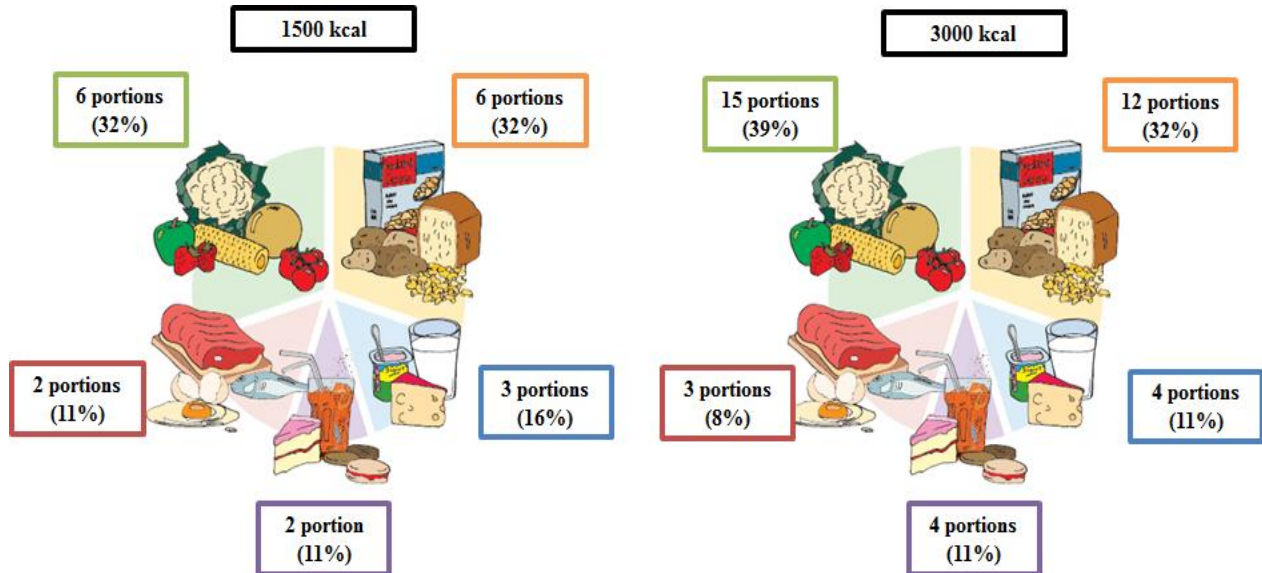 1500 kcal
6 portions
(32%)
6 portions
(32%)
2 portions
(11%)
3 portions
(16%)
2 portion
(11%)
3000 kcal
15 portions
(39%)
12 portions
(32%)
3 portions
(8%)
4 portions
(11%)
4 portions
(11%)